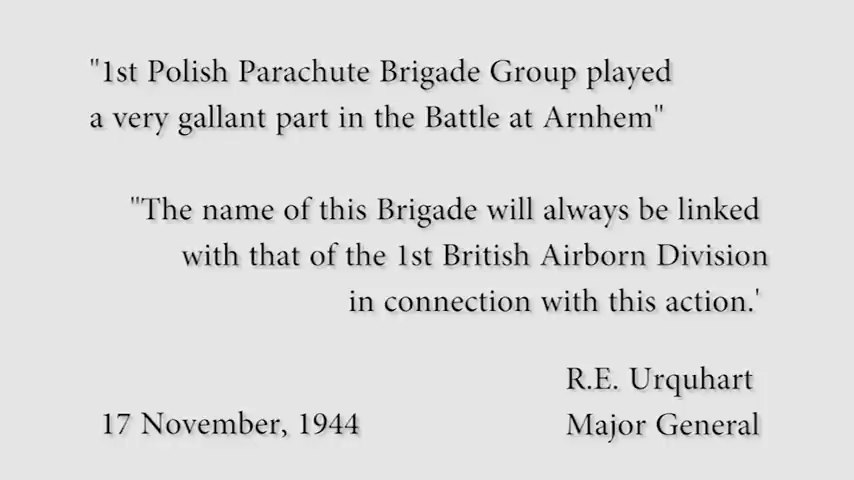 "1st Polish Parachute Brigade Group played
a very gallant part in the Battle at Arnhem"
"The name of this Brigade will always be linked
with that of the 1st British Airborn Division
in connection with this action.'
R.E. Urquhart
17 November, 1944 Major General